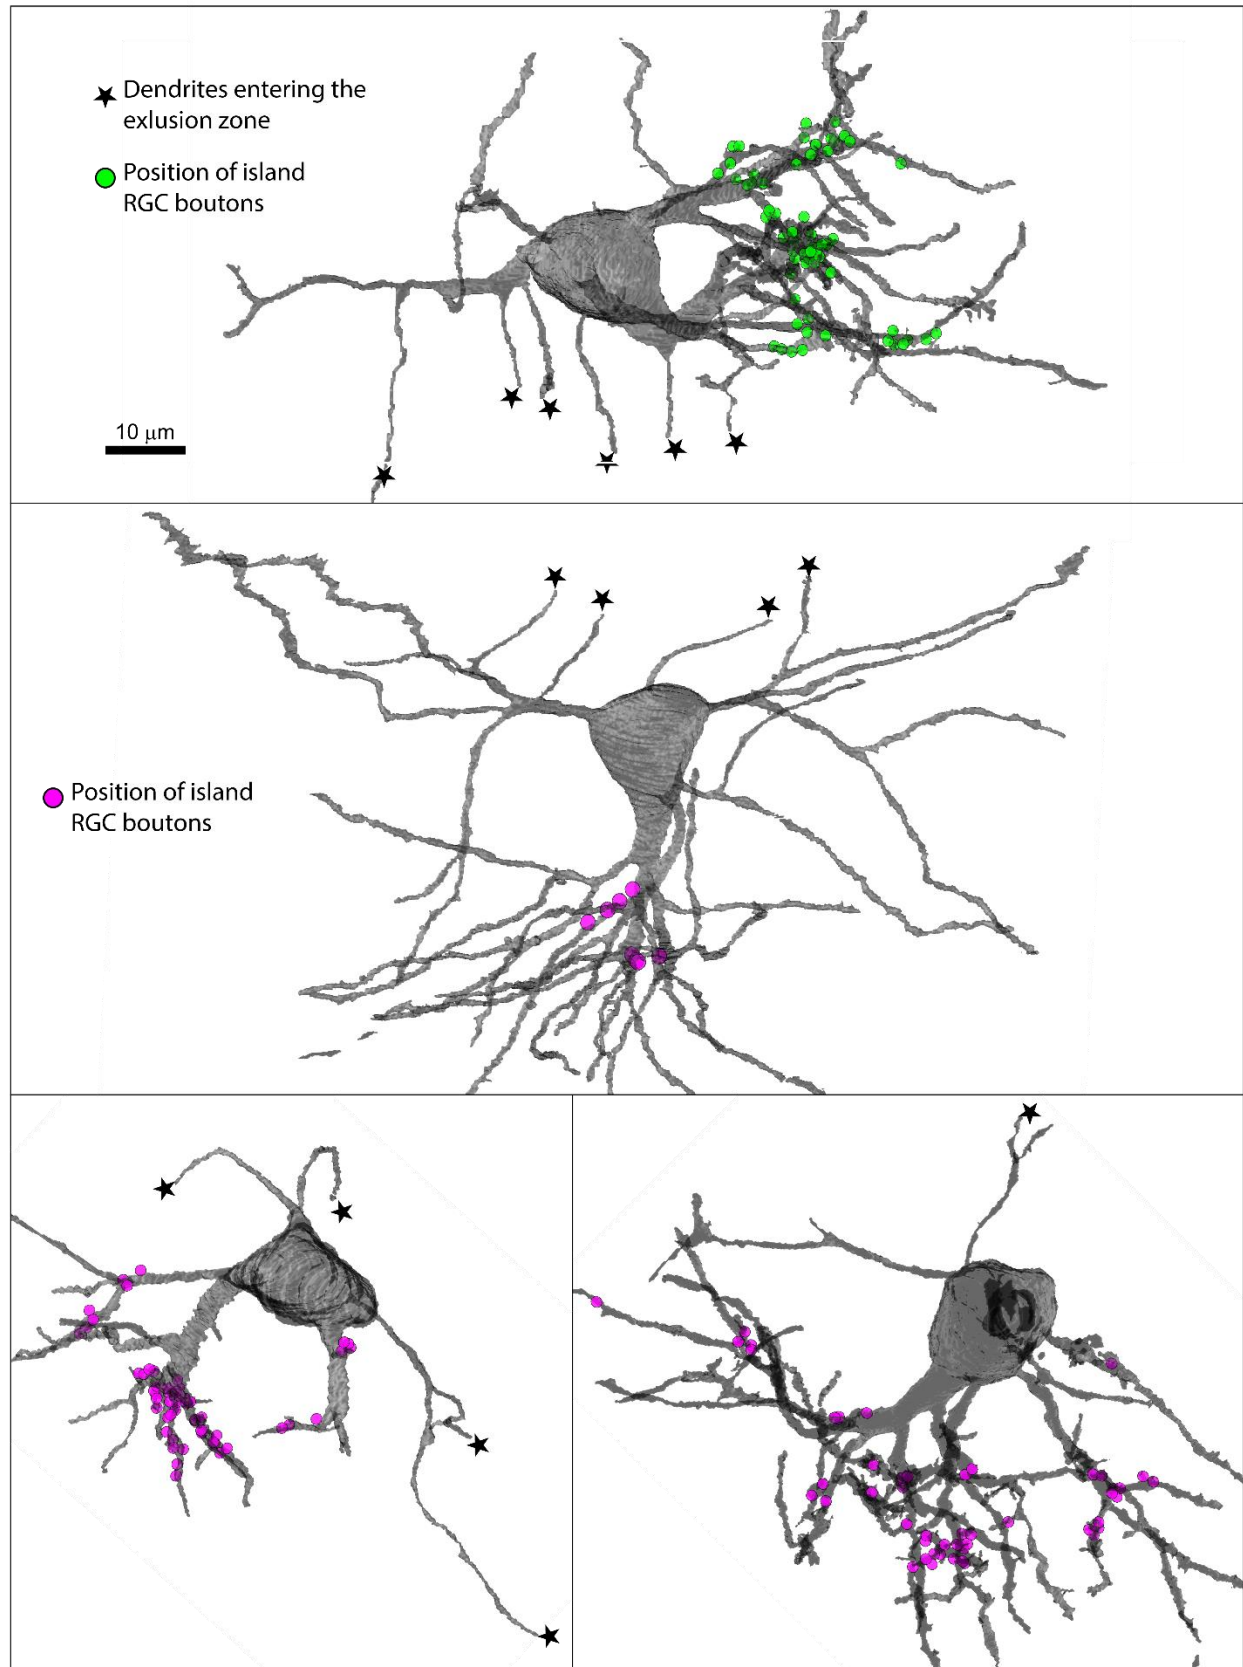 Dendrites entering the
exlusion zone
Position of island
RGC boutons
10 μm
Position of island
RGC boutons